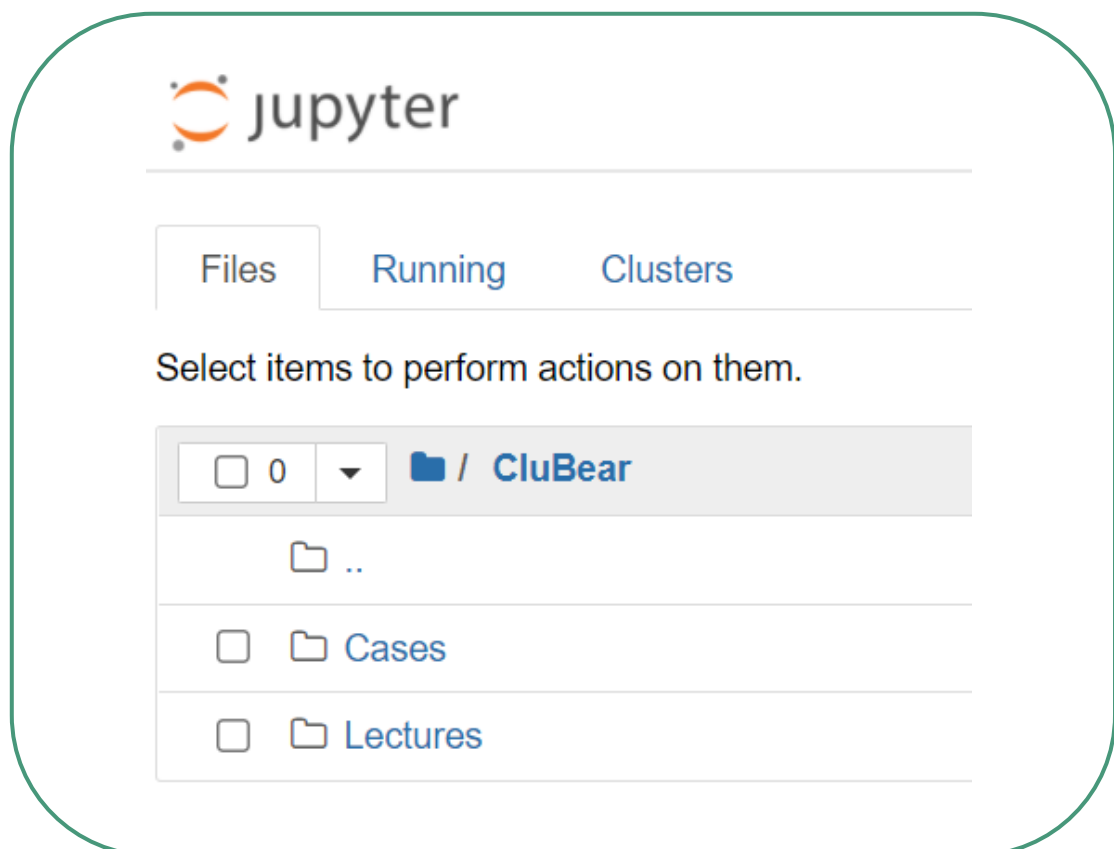 jupyter
Files Running Clusters
Select items to perform actions on them.
0 / CluBear
..
Cases
Lectures